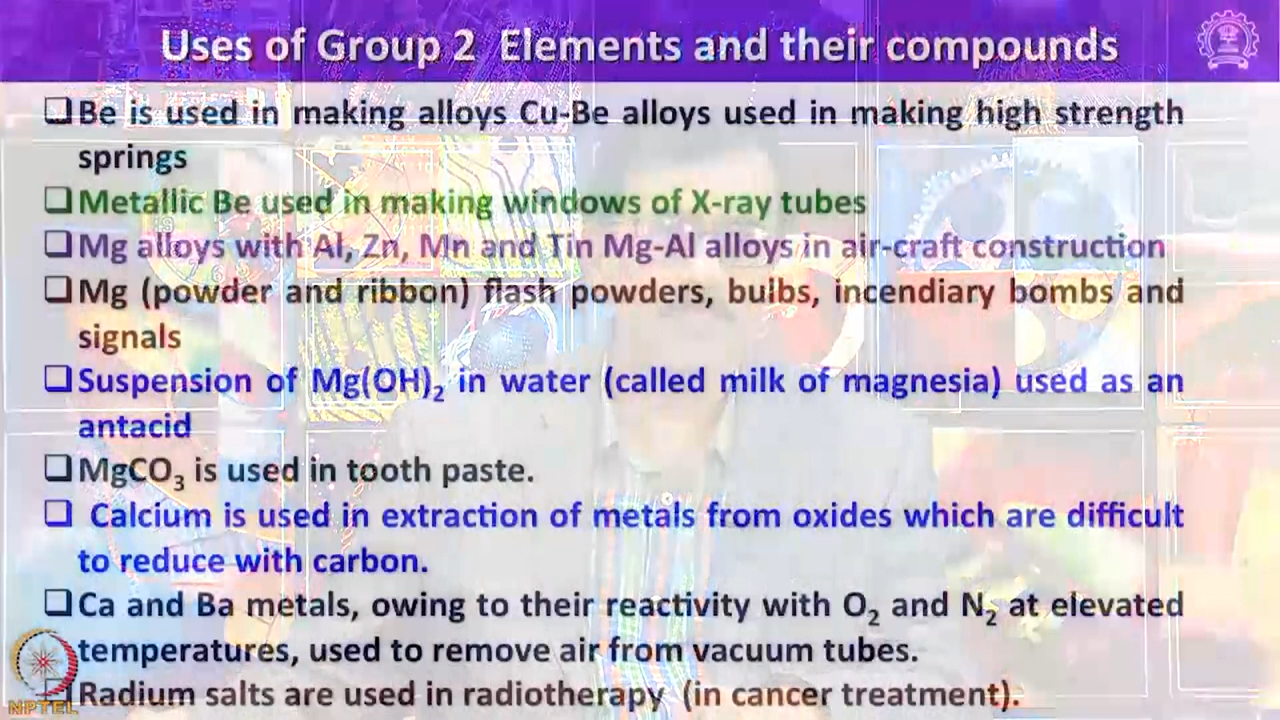 Uses of Group 2 Elements and their compounds
❑Be is used in making alloys Cu-Be alloys used in making high strength
springs
❑Metallic Be used in making windows of X-ray tubes
❑Mg alloys with Al, Zn, Mn and Tin Mg-Al alloys in air-craft construction
❑Mg (powder and ribbon) flash powders, bulbs, incendiary bombs and
signals
❑Suspension of Mg(OH)₂ in water (called milk of magnesia) used as an
antacid
❑MgCO₃ is used in tooth paste.
❑ Calcium is used in extraction of metals from oxides which are difficult
to reduce with carbon.
❑Ca and Ba metals, owing to their reactivity with O₂ and N₂ at elevated
temperatures, used to remove air from vacuum tubes.
❑Radium salts are used in radiotherapy (in cancer treatment).
NPTEL